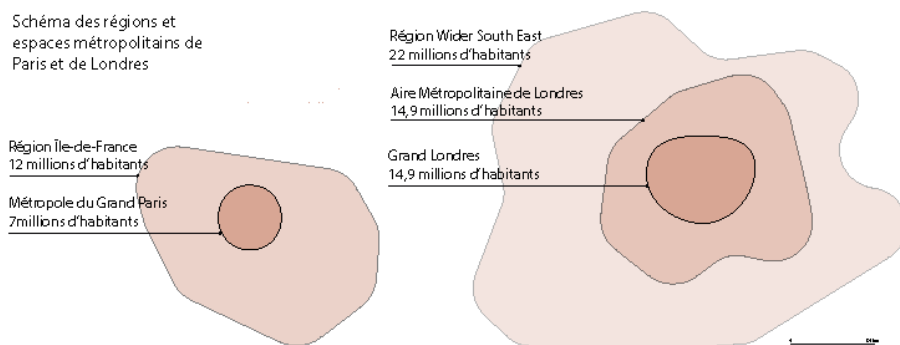 Schéma des régions et
espaces métropolitains de
Paris et de Londres
Région Île-de-France
12 millions d'habitants
Métropole du Grand Paris
7millions d'habitants
Région Wider South East
22 millions d'habitants
Aire Métropolitaine de Londres
14,9 millions d'habitants
Grand Londres
14,9 millions d'habitants